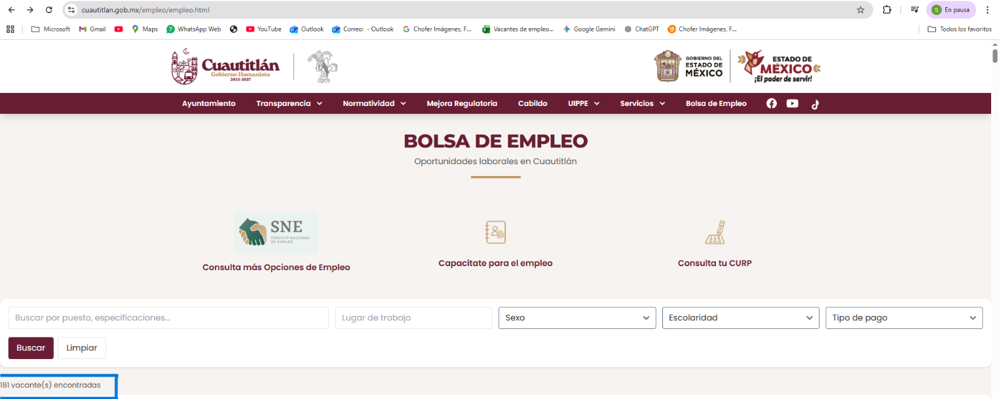 cuautitlan.gob.mx/empleo/empleo.html
S En pausa
Microsoft Gmail Maps 7 WhatsApp Web YouTube Outlook Correo: - Outlook Chofer Imágenes, F... Vacantes de empleo... Google Gemini ChatGPT Chofer Imágenes, F... Todos los favoritos
Cuautitlán
Gobierno Humanista
2025-2027
GOBIERNO DEL
ESTADO DE
MÉXICO
ESTADO DE
MÉXICO
¡El poder de servir!
Ayuntamiento Transparencia Normatividad Mejora Regulatoria Cabildo UIPPE Servicios Bolsa de Empleo
BOLSA DE EMPLEO
Oportunidades laborales en Cuautitlán
SNE
SERVICIO NACIONAL
DE EMPLEO
Consulta más Opciones de Empleo
Capacítate para el empleo
Consulta tu CURP
Buscar por puesto, especificaciones... Lugar de trabajo Sexo Escolaridad Tipo de pago
Buscar Limpiar
181 vacante(s) encontradas